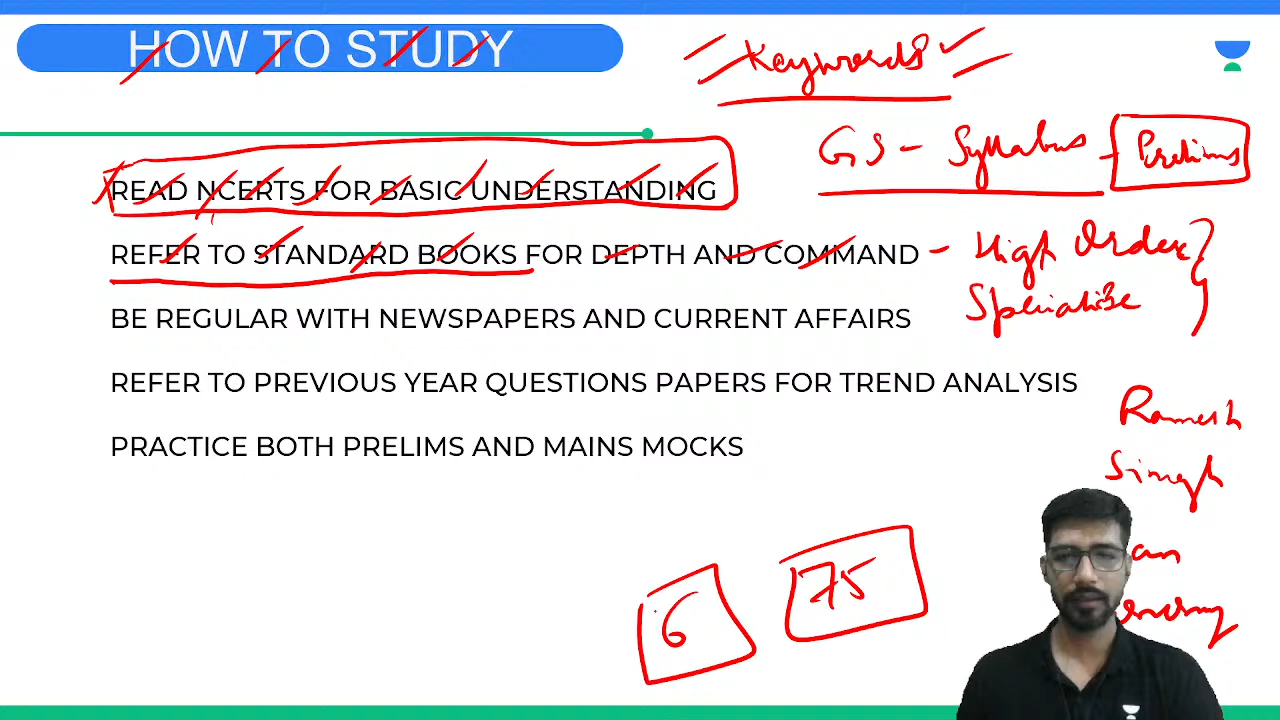 HOW TO STUDY
Keywords
GS - Syllabus - Prelims
READ NCERTS FOR BASIC UNDERSTANDING
REFER TO STANDARD BOOKS FOR DEPTH AND COMMAND - High Order
Specialise
BE REGULAR WITH NEWSPAPERS AND CURRENT AFFAIRS
REFER TO PREVIOUS YEAR QUESTIONS PAPERS FOR TREND ANALYSIS
Ramesh
PRACTICE BOTH PRELIMS AND MAINS MOCKS
Singh
6
75